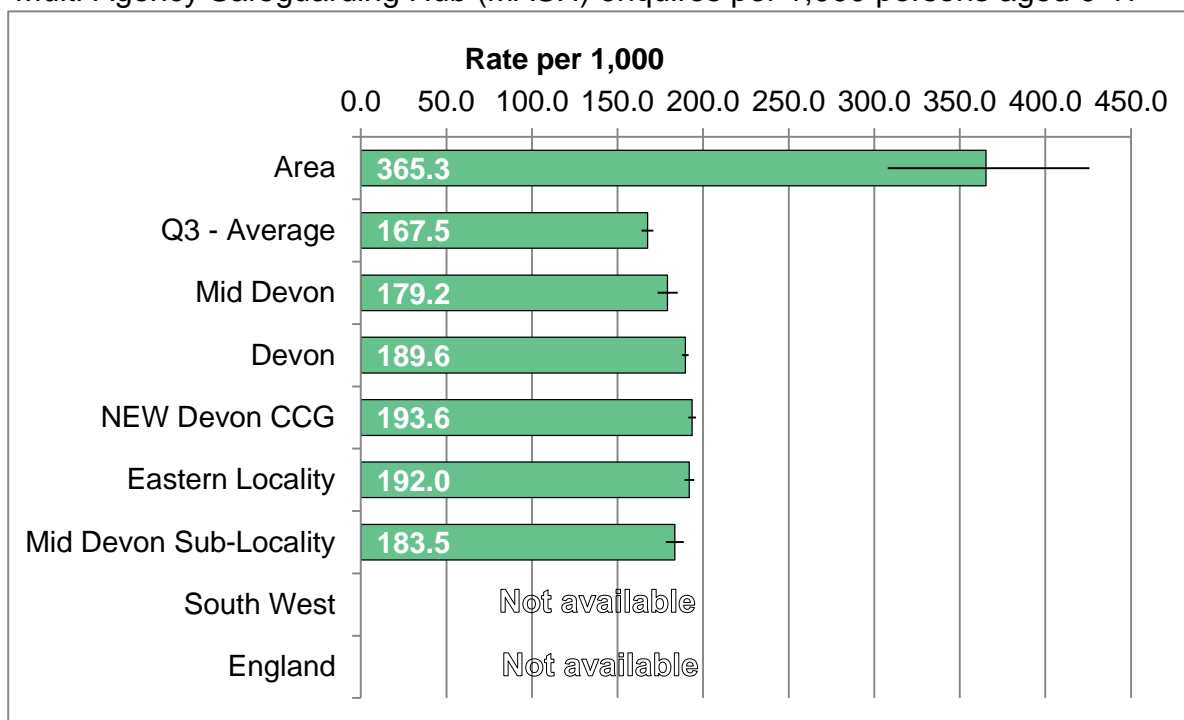 Multi Agency Safeguarding Hub (MASH) enquires per 1,000 persons aged 0-17
Rate per 1,000
0.0 50.0 100.0 150.0 200.0 250.0 300.0 350.0 400.0 450.0
Area 365.3
Q3 - Average 167.5
Mid Devon 179.2
Devon 189.6
NEW Devon CCG 193.6
Eastern Locality 192.0
Mid Devon Sub-Locality 183.5
South West Not available
England Not available